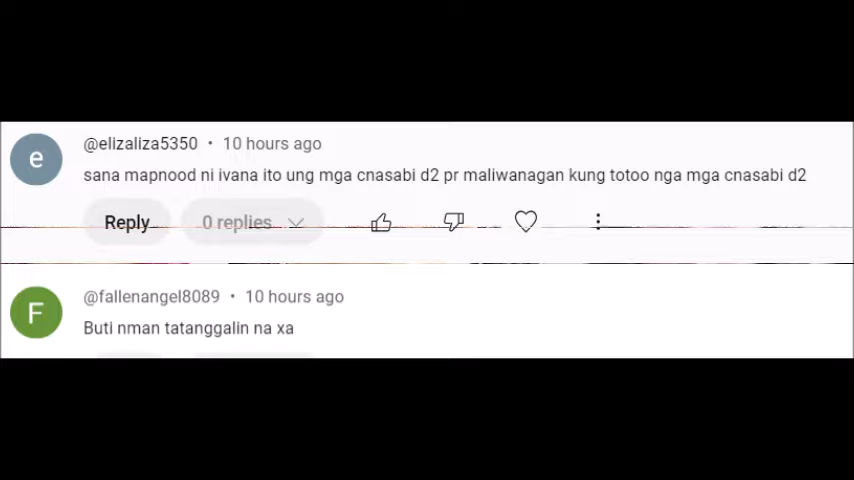 e
@elizaliza5350 • 10 hours ago
sana mapnood ni ivana ito ung mga cnasabi d2 pr maliwanagan kung totoo nga mga cnasabi d2
Reply 0 replies
F
@fallenangel8089 • 10 hours ago
Buti nman tatanggalin na xa